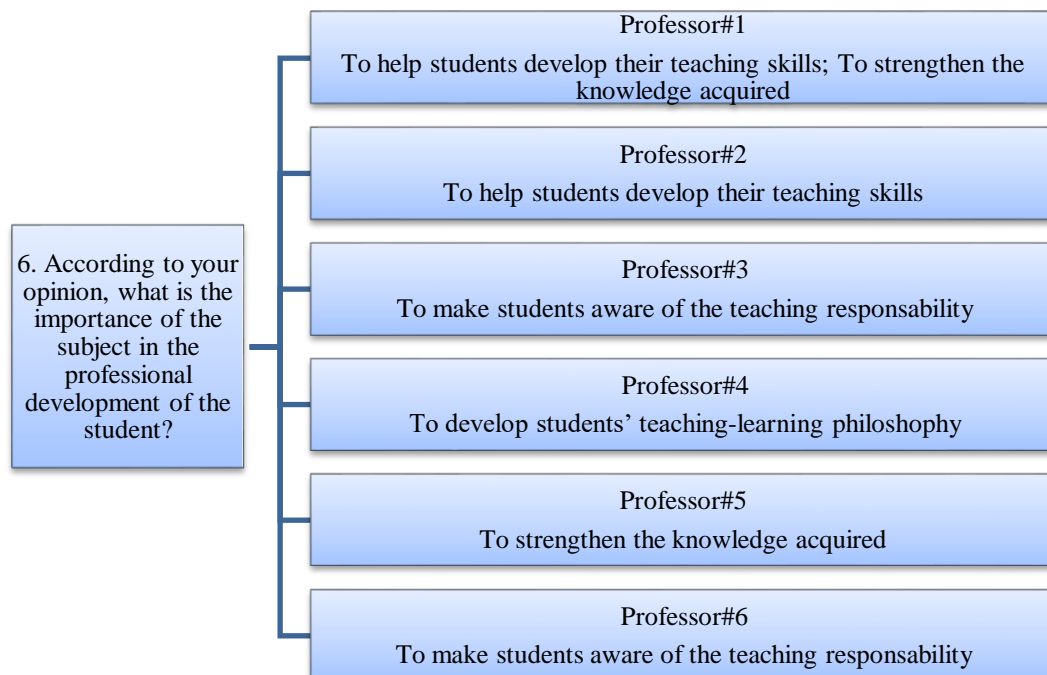 6. According to your
opinion, what is the
importance of the
subject in the
professional
development of the
student?
Professor#1
To help students develop their teaching skills; To strengthen the
knowledge acquired
Professor#2
To help students develop their teaching skills
Professor#3
To make students aware of the teaching responsability
Professor#4
To develop students’ teaching-learning philoshophy
Professor#5
To strengthen the knowledge acquired
Professor#6
To make students aware of the teaching responsability